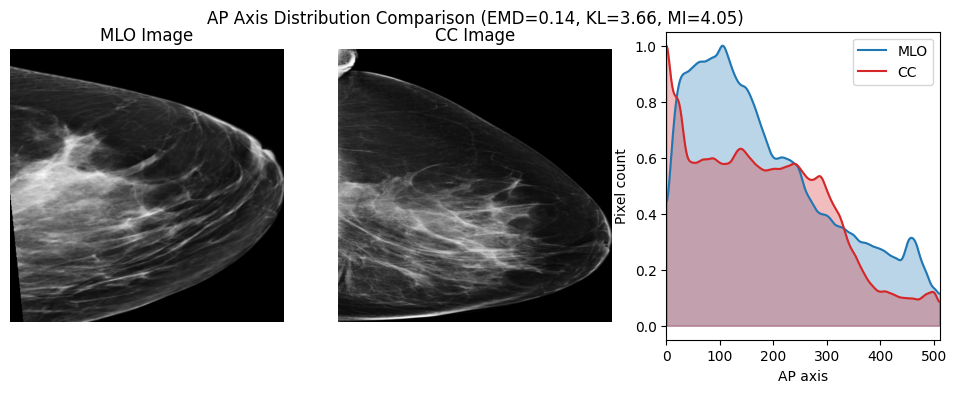 AP Axis Distribution Comparison (EMD=0.14, KL=3.66, MI=4.05)
MLO Image
CC Image
MLO
CC
Pixel count
1.0
0.8
0.6
0.4
0.2
0.0
0 100 200 300 400 500
AP axis